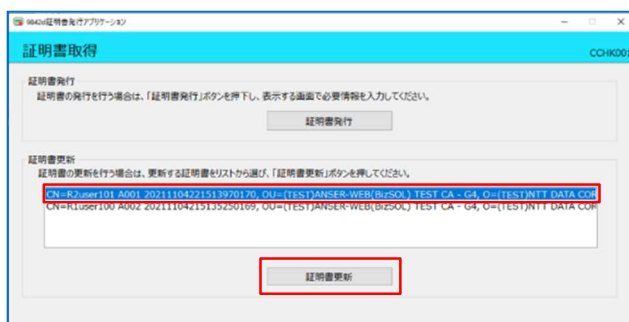 9842d証明書発行アプリケーション
証明書取得
CCHK001
証明書発行
証明書の発行を行う場合は、「証明書発行」ボタンを押下し、表示する画面で必要情報を入力してください。
証明書発行
証明書更新
証明書の更新を行う場合は、更新する証明書をリストから選び、「証明書更新」ボタンを押してください。
CN=R2user101 A001 20211104221513970170, OU=(TEST)ANSER-WEB(BizSOL) TEST CA - G4, O=(TEST)NTT DATA COR
CN=R1user100 A002 20211104215135250169, OU=(TEST)ANSER-WEB(BizSOL) TEST CA - G4, O=(TEST)NTT DATA COR
証明書更新